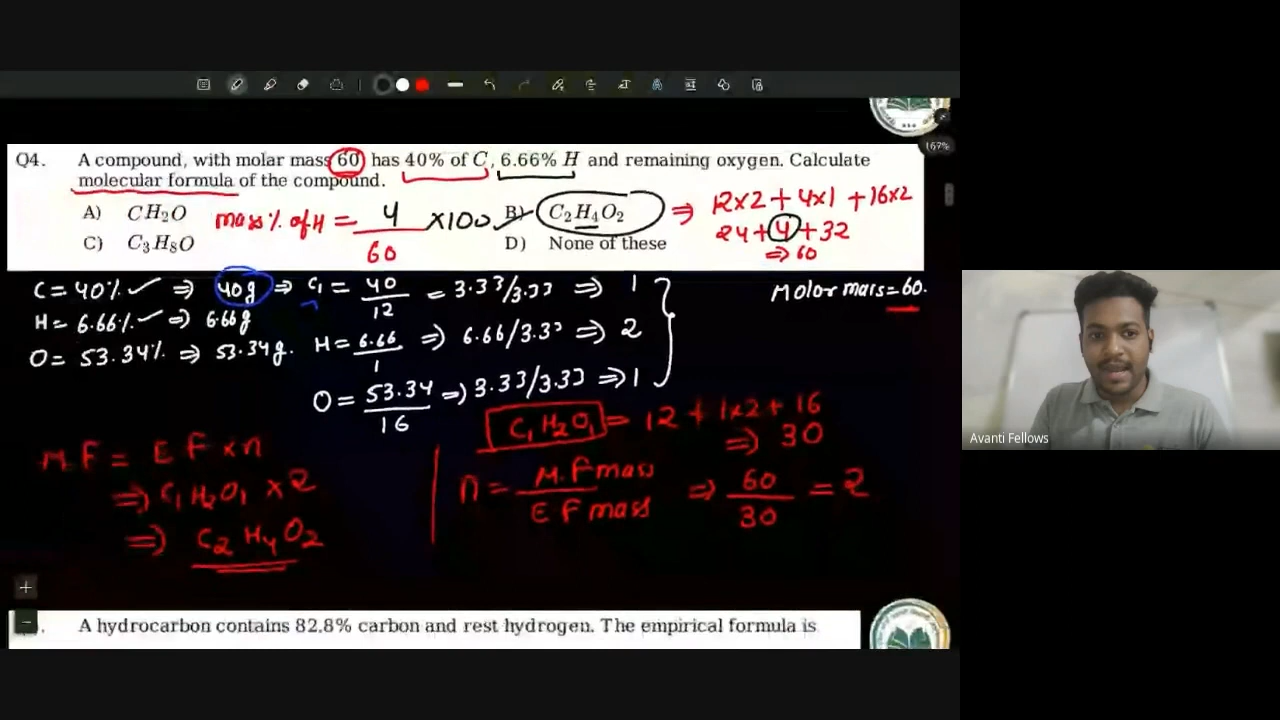 167%
Q4. A compound, with molar mass 60 has 40% of C, 6.66% H and remaining oxygen. Calculate
molecular formula of the compound.
A) CH₂O
B) C₂H₄O₂
C) C₃H₈O
D) None of these
mass % of H = 4/60 ×100
⇒ 12×2 + 4×1 + 16×2
24+4+32
⇒ 60
C = 40% ⇒ 40g ⇒ C, = 40/12 = 3.33/3.33 ⇒ 1
H = 6.66% ⇒ 6.66g
H = 6.66/1 ⇒ 6.66/3.33 ⇒ 2
O = 53.34% ⇒ 53.34g.
O = 53.34/16 ⇒ 3.33/3.33 ⇒ 1
Molor mass = 60.
C₁H₂O₁ = 12 + 1×2 + 16
⇒ 30
M F = E F × n
⇒ C₁H₂O₁ × 2
⇒ C₂H₄O₂
n = M.F mass/E F mass ⇒ 60/30 = 2
A hydrocarbon contains 82.8% carbon and rest hydrogen. The empirical formula is
Avanti Fellows